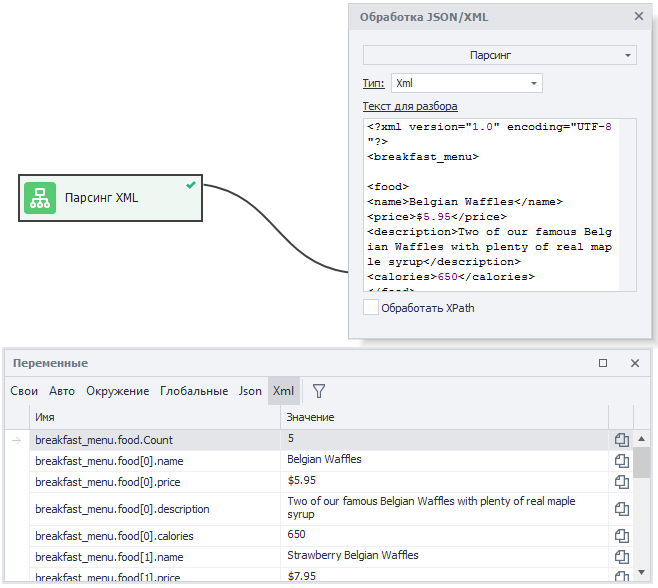 Обработка JSON/XML
Парсинг
Тип: Xml
Текст для разбора
<?xml version="1.0" encoding="UTF-8
"?>
<breakfast_menu>
<food>
<name>Belgian Waffles</name>
<price>$5.95</price>
<description>Two of our famous Belg
ian Waffles with plenty of real map
le syrup</description>
<calories>650</calories>
</food>
Обработать XPath
Парсинг XML
Переменные
Свои Авто Окружение Глобальные Json Xml
Имя Значение
breakfast_menu.food.Count 5
breakfast_menu.food[0].name Belgian Waffles
breakfast_menu.food[0].price $5.95
breakfast_menu.food[0].description Two of our famous Belgian Waffles with plenty of real maple
syrup
breakfast_menu.food[0].calories 650
breakfast_menu.food[1].name Strawberry Belgian Waffles
breakfast_menu.food[1].price $7.95